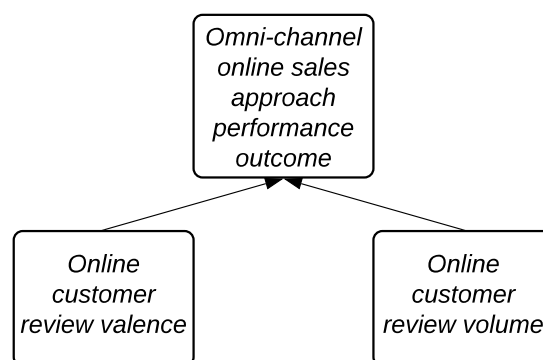 Omni-channel
online sales
approach
performance
outcome
Online
customer
review valence
Online
customer
review volume